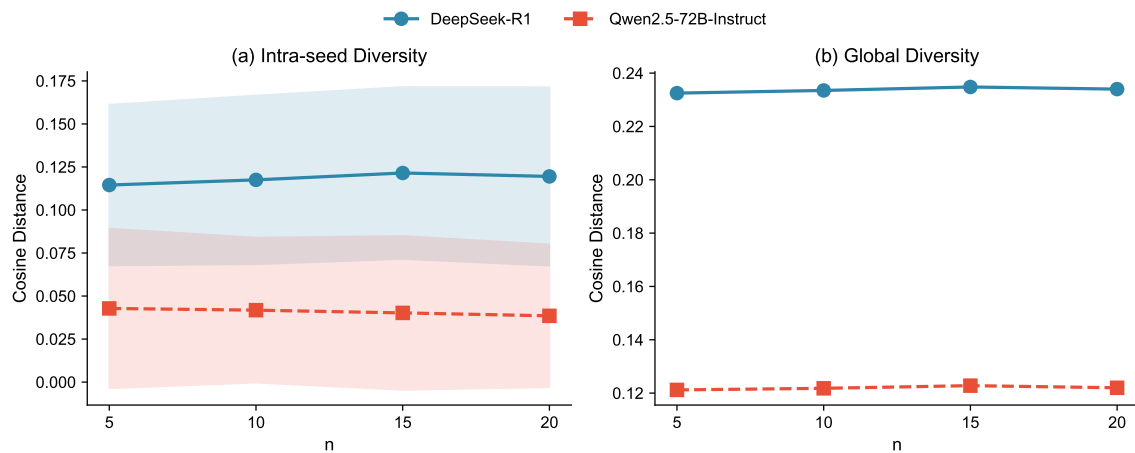 DeepSeek-R1 Qwen2.5-72B-Instruct
(a) Intra-seed Diversity
Cosine Distance
0.175
0.150
0.125
0.100
0.075
0.050
0.025
0.000
5 10 15 20
n
(b) Global Diversity
Cosine Distance
0.24
0.22
0.20
0.18
0.16
0.14
0.12
5 10 15 20
n